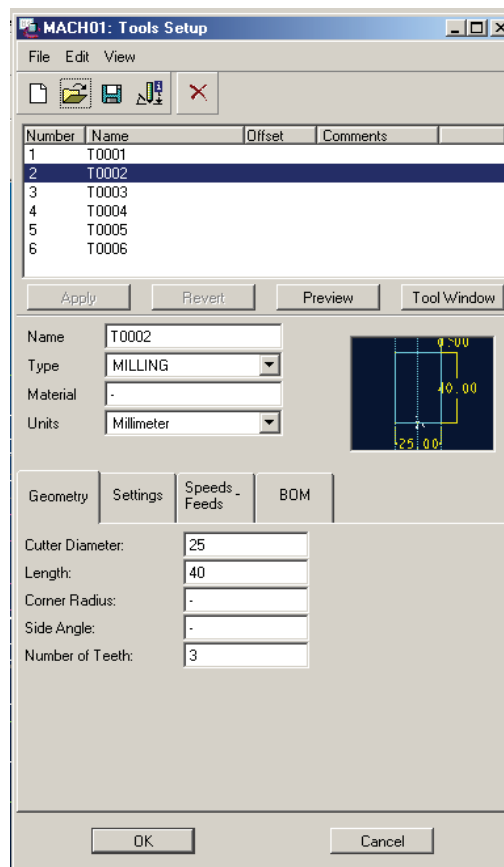 MACH01: Tools Setup
File Edit View
Number Name Offset Comments
1 T0001
2 T0002
3 T0003
4 T0004
5 T0005
6 T0006
Apply Revert Preview Tool Window
Name T0002
Type MILLING
Material -
Units Millimeter
40.00
25.00
Geometry Settings Speeds - Feeds BOM
Cutter Diameter: 25
Length: 40
Corner Radius: -
Side Angle: -
Number of Teeth: 3
OK Cancel